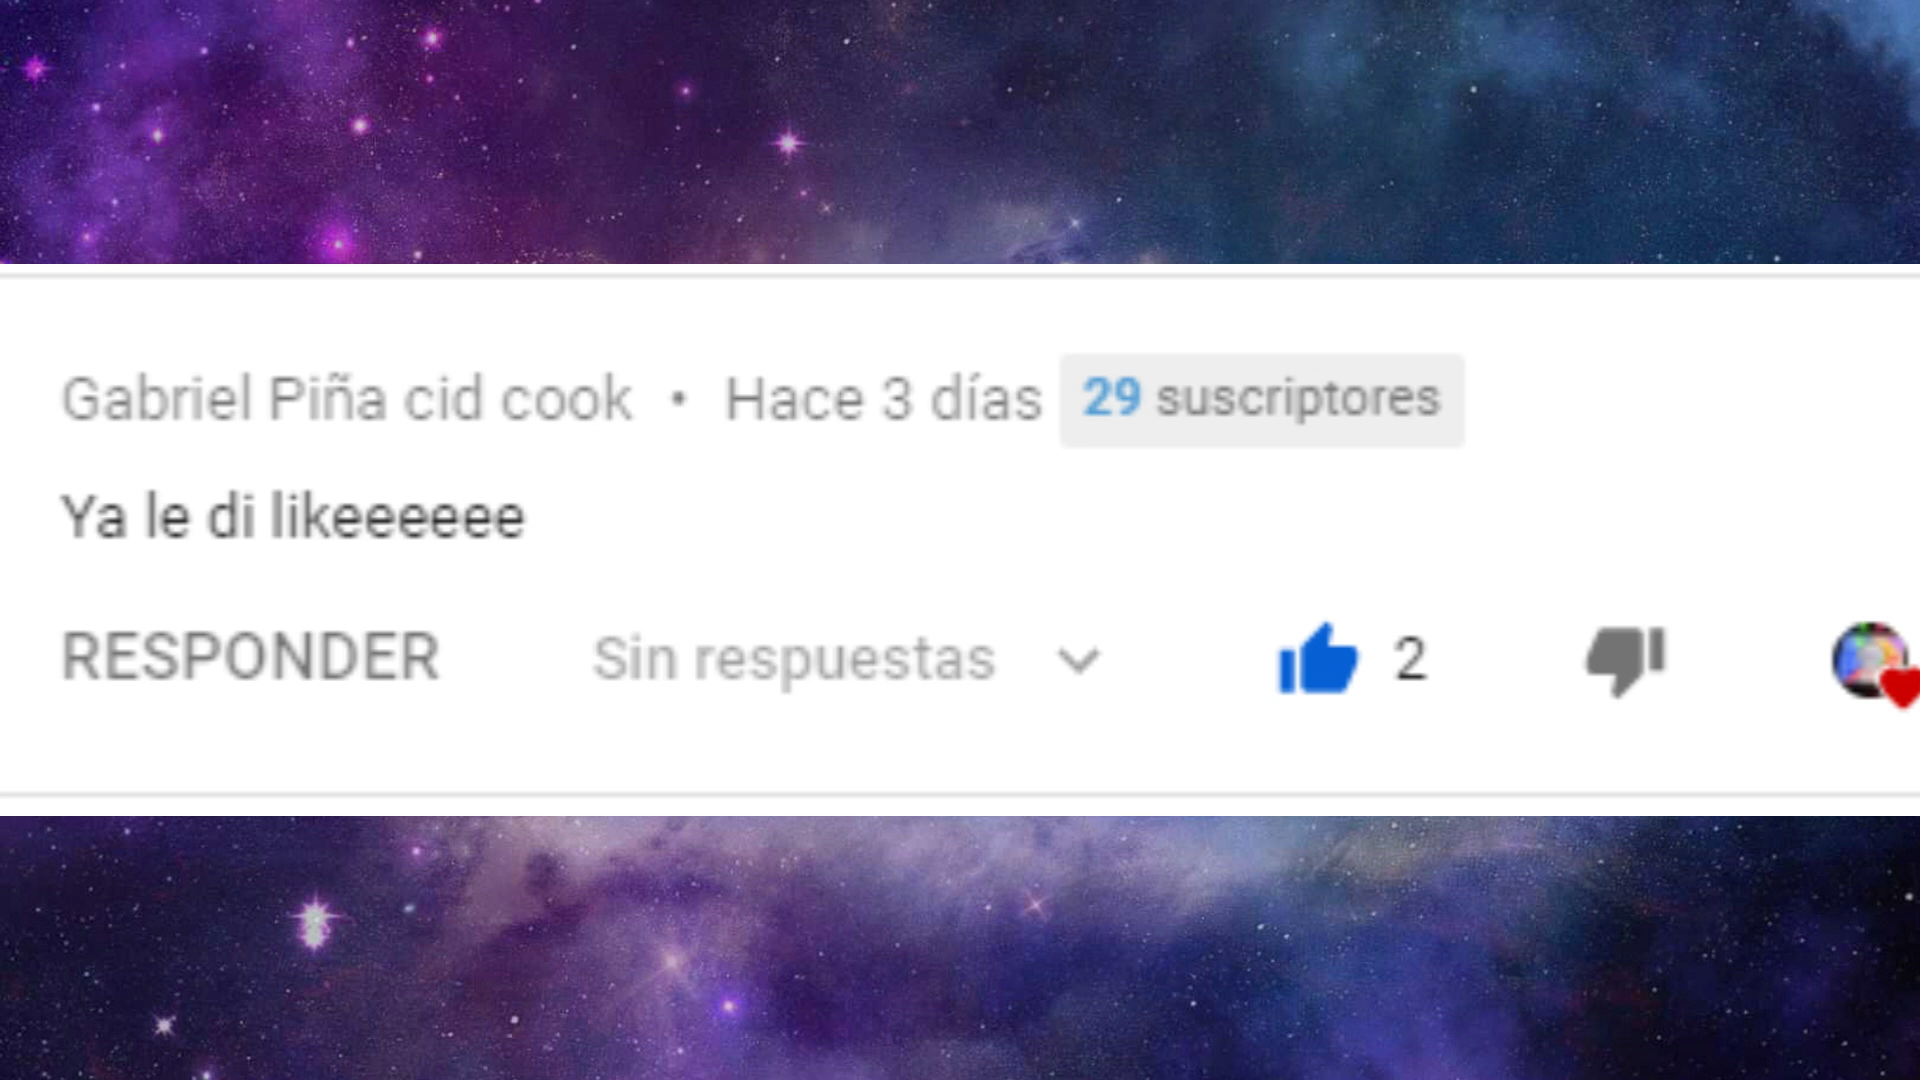 Gabriel Piña cid cook • Hace 3 días 29 suscriptores
Ya le di likeeeeee
RESPONDER Sin respuestas 2